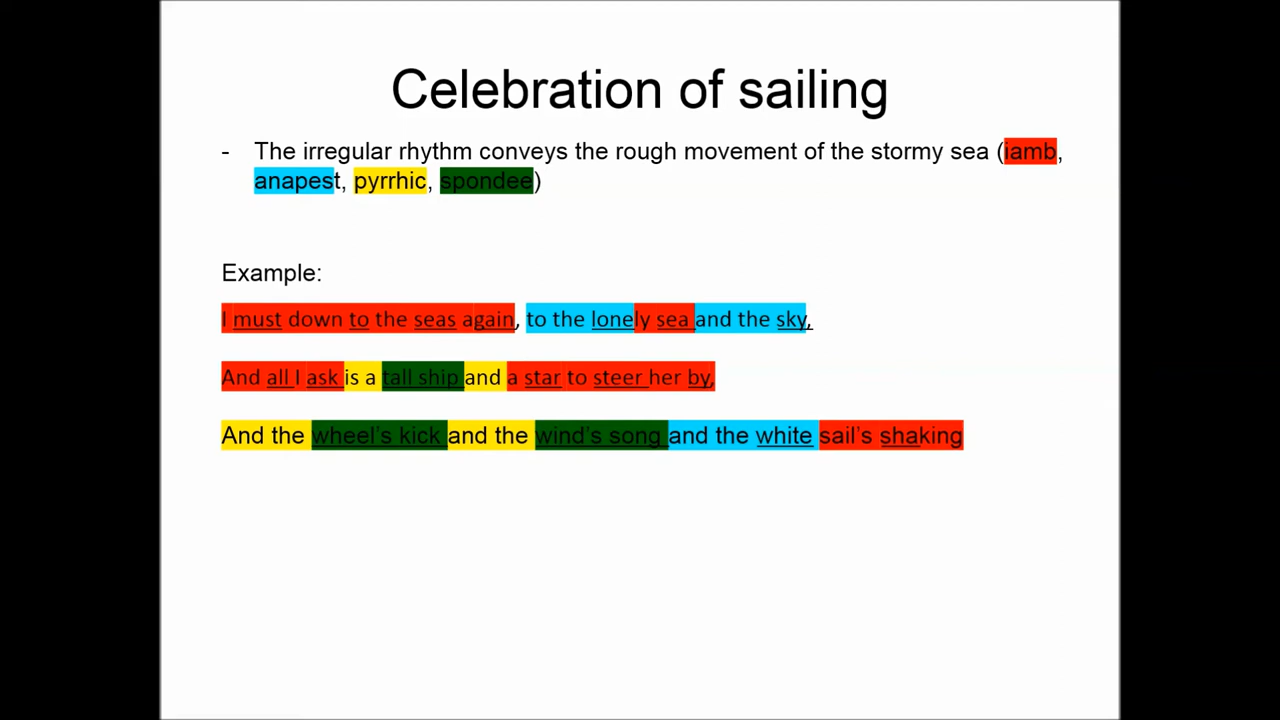 Celebration of sailing
- The irregular rhythm conveys the rough movement of the stormy sea (iamb,
anapest, pyrrhic, spondee)
Example:
I must down to the seas again, to the lonely sea and the sky,
And all I ask is a tall ship and a star to steer her by,
And the wheel's kick and the wind's song and the white sail's shaking